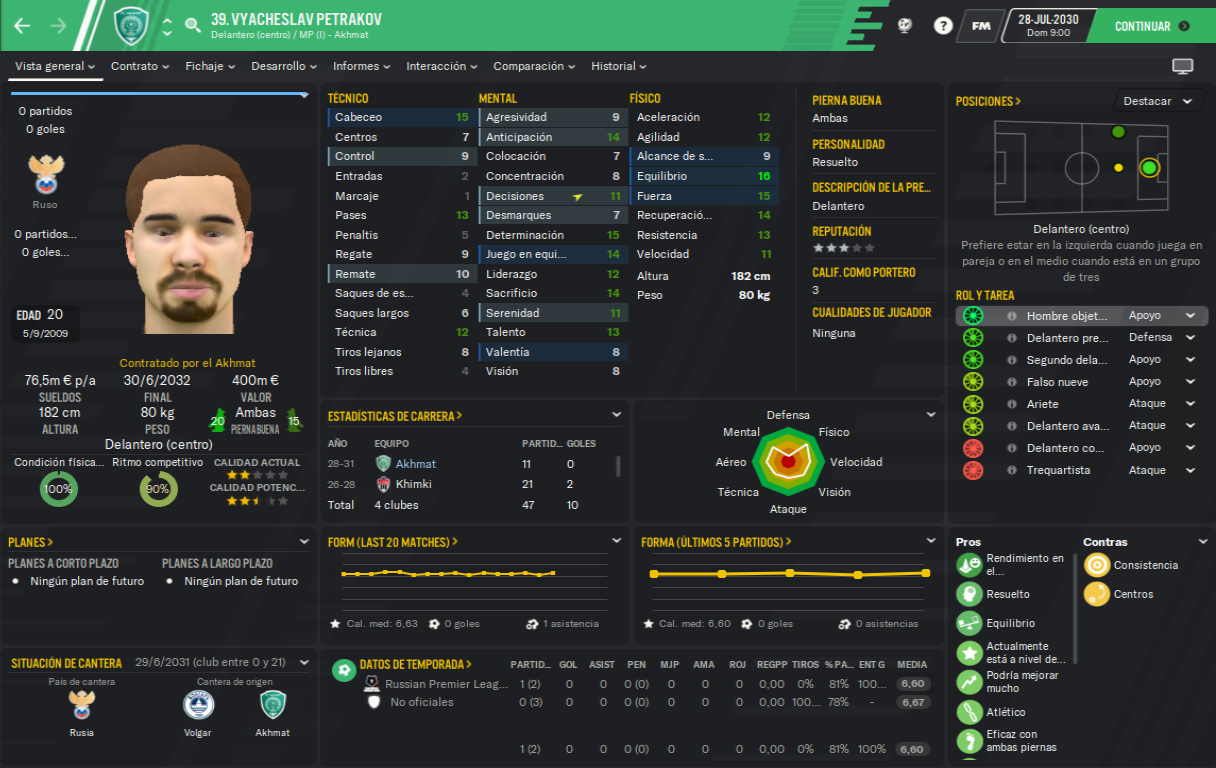 39. VYACHESLAV PETRAKOV
Delantero (centro) / MP (I) - Akhmat
?
FM
28-JUL-2030
Dom 9:00
CONTINUAR
Vista general
Contrato
Fichaje
Desarrollo
Informes
Interacción
Comparación
Historial
0 partidos
0 goles
Ruso
0 partidos...
0 goles...
EDAD 20
5/9/2009
Contratado por el Akhmat
76,5m € p/a
SUELDOS
30/6/2032
FINAL
400m €
VALOR
182 cm
ALTURA
80 kg
PESO
20
Ambas
PIERNABUENA
15
Delantero (centro)
Condición física...
100%
Ritmo competitivo
90%
CALIDAD ACTUAL
CALIDAD POTENC...
TÉCNICO
Cabeceo 15
Centros 7
Control 9
Entradas 2
Marcaje 1
Pases 13
Penaltis 5
Regate 9
Remate 10
Saques de es... 4
Saques largos 6
Técnica 12
Tiros lejanos 8
Tiros libres 4
MENTAL
Agresividad 9
Anticipación 14
Colocación 7
Concentración 8
Decisiones 11
Desmarques 7
Determinación 15
Juego en equi... 14
Liderazgo 12
Sacrificio 14
Serenidad 11
Talento 13
Valentía 8
Visión 8
FÍSICO
Aceleración 12
Agilidad 12
Alcance de s... 9
Equilibrio 16
Fuerza 15
Recuperació... 14
Resistencia 13
Velocidad 11
Altura 182 cm
Peso 80 kg
PIERNA BUENA
Ambas
PERSONALIDAD
Resuelto
DESCRIPCIÓN DE LA PRE...
Delantero
REPUTACIÓN
CALIF. COMO PORTERO
3
CUALIDADES DE JUGADOR
Ninguna
POSICIONES >
Destacar
Delantero (centro)
Prefiere estar en la izquierda cuando juega en
pareja o en el medio cuando está en un grupo
de tres
ROL Y TAREA
Hombre objet... Apoyo
Delantero pre... Defensa
Segundo dela... Apoyo
Falso nueve Apoyo
Ariete Ataque
Delantero ava... Ataque
Delantero co... Apoyo
Trequartista Ataque
ESTADÍSTICAS DE CARRERA >
AÑO EQUIPO PARTID... GOLES
28-31 Akhmat 11 0
26-28 Khimki 21 2
Total 4 clubes 47 10
Defensa
Físico
Velocidad
Visión
Ataque
Técnica
Aéreo
Mental
PLANES >
PLANES A CORTO PLAZO
Ningún plan de futuro
PLANES A LARGO PLAZO
Ningún plan de futuro
FORM (LAST 20 MATCHES) >
Cal. med: 6,63 0 goles 1 asistencia
FORMA (ÚLTIMOS 5 PARTIDOS) >
Cal. med: 6,60 0 goles 0 asistencias
Pros
Rendimiento en
el...
Resuelto
Equilibrio
Actualmente
está a nivel de...
Podría mejorar
mucho
Atlético
Eficaz con
ambas piernas
Contras
Consistencia
Centros
SITUACIÓN DE CANTERA 29/6/2031 (club entre 0 y 21)
País de cantera
Rusia
Cantera de origen
Volgar
Akhmat
DATOS DE TEMPORADA > PARTID... GOL ASIST PEN MJP AMA ROJ REGPP TIROS % PA... ENT G MEDIA
Russian Premier Leag... 1 (2) 0 0 0 (0) 0 0 0 0,00 0% 81% 100... 6,60
No oficiales 0 (3) 0 0 0 (0) 0 0 0 0,00 100... 78% - 6,67
1 (2) 0 0 0 (0) 0 0 0 0,00 0% 81% 100% 6,60